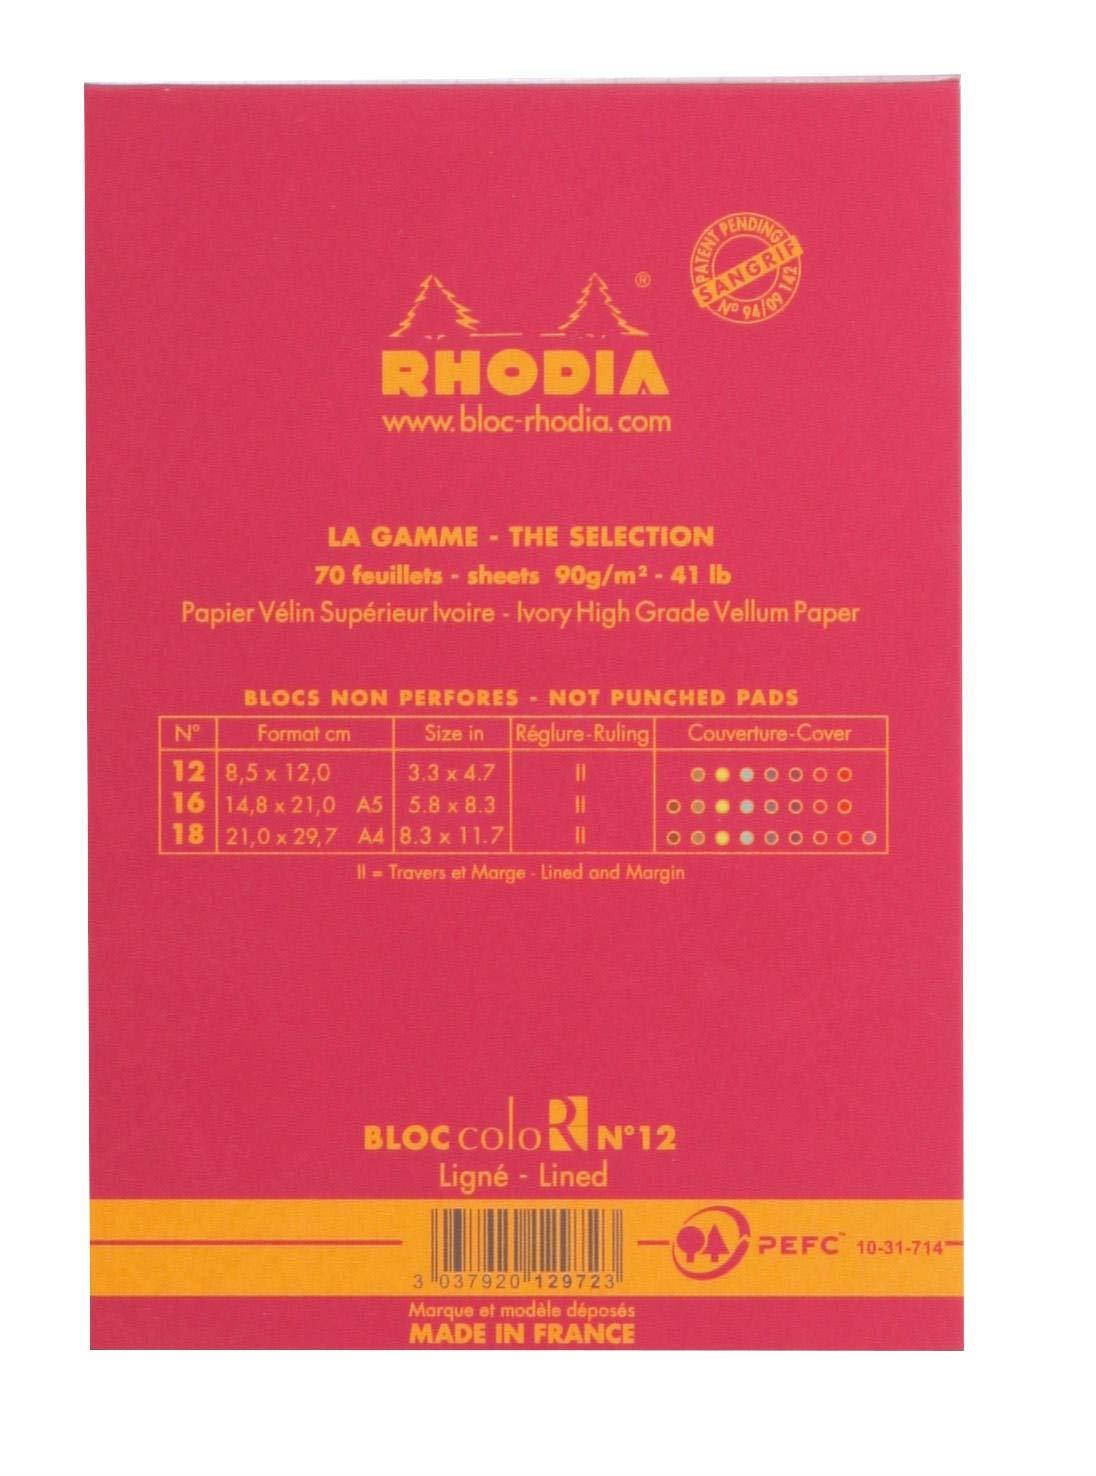 PATENT PENDING
SANGRIF
N° 94/09 142
®
RHODIA
www.bloc-rhodia.com
LA GAMME - THE SELECTION
70 feuillets - sheets 90g/m² - 41 lb
Papier Vélin Supérieur Ivoire - Ivory High Grade Vellum Paper
BLOCS NON PERFORES - NOT PUNCHED PADS
N° Format cm Size in Réglure-Ruling Couverture-Cover
12 8,5 x 12,0 3.3 x 4.7 II
16 14,8 x 21,0 A5 5.8 x 8.3 II
18 21,0 x 29,7 A4 8.3 x 11.7 II
II = Travers et Marge - Lined and Margin
BLOC coloR N°12
Ligné - Lined
3 037920 129723
PEFC™ 10-31-714
Marque et modèle déposés
MADE IN FRANCE